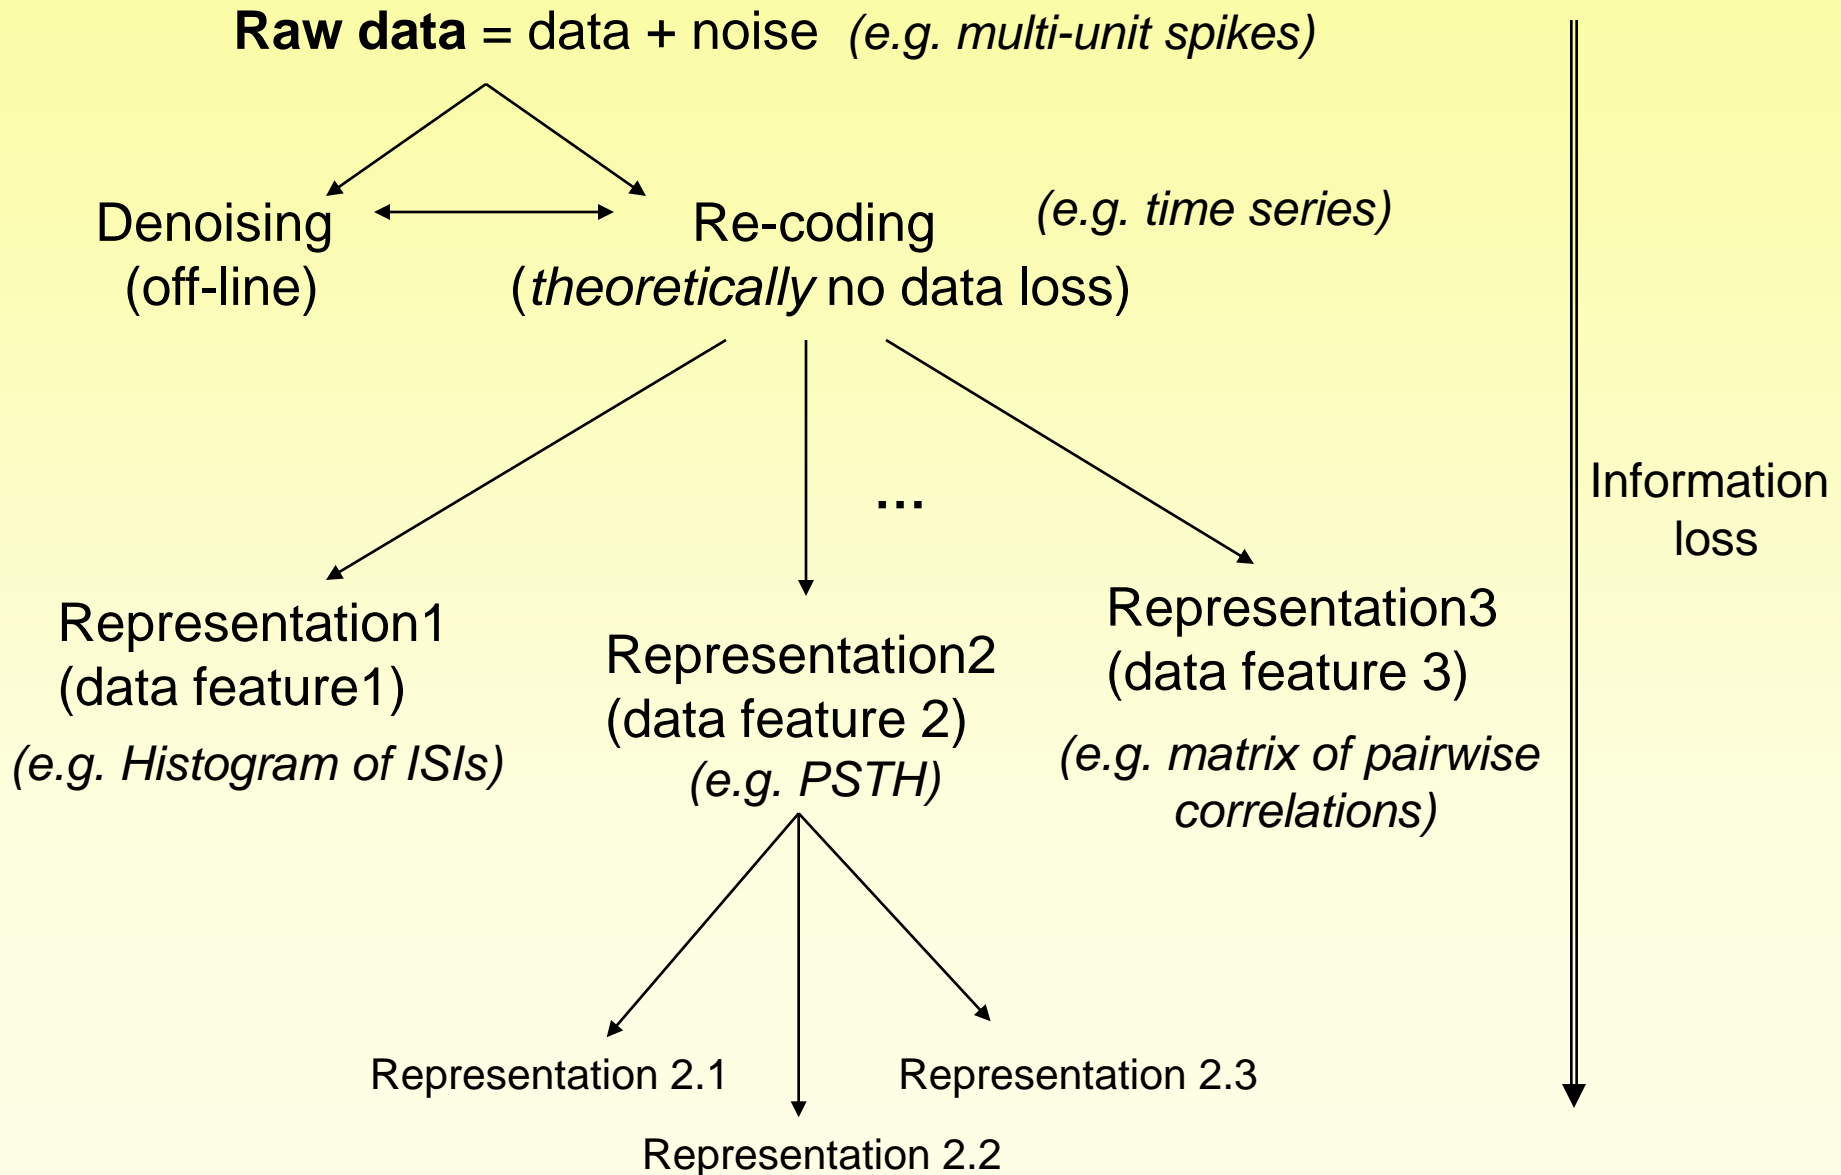 Raw data = data + noise (e.g. multi-unit spikes)
Denoising
(off-line)
Re-coding
(theoretically no data loss)
(e.g. time series)
...
Information
loss
Representation1
(data feature1)
(e.g. Histogram of ISIs)
Representation2
(data feature 2)
(e.g. PSTH)
Representation3
(data feature 3)
(e.g. matrix of pairwise
correlations)
Representation 2.1
Representation 2.3
Representation 2.2